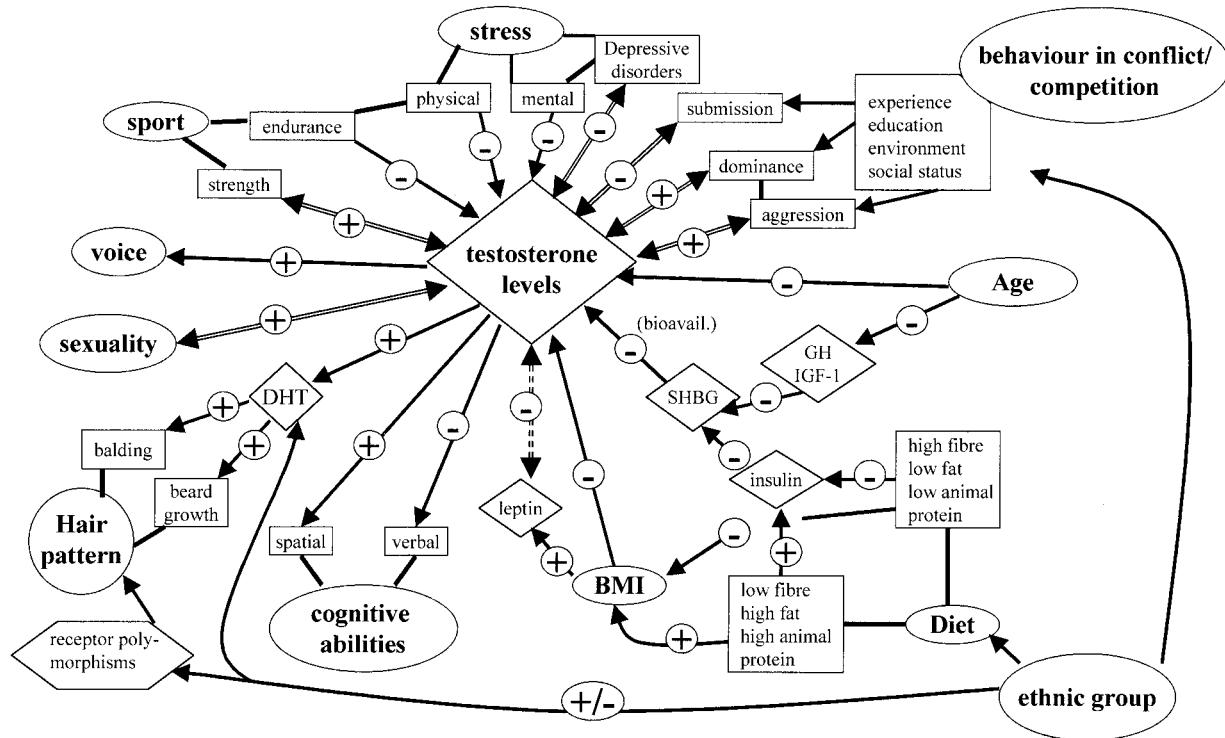 stress
Depressive
disorders
behaviour in conflict/
competition
physical
mental
submission
experience
education
environment
social status
sport
endurance
-
-
-
-
-
dominance
strength
+
+
aggression
+
voice
+
testosterone
levels
-
Age
sexuality
+
+
(bioavail.)
-
-
GH
IGF-1
DHT
-
SHBG
-
+
+
balding
+
-
-
-
high fibre
low fat
low animal
protein
beard
growth
insulin
-
leptin
Hair
pattern
spatial
verbal
-
+
+
BMI
low fibre
high fat
high animal
protein
cognitive
abilities
+
Diet
receptor poly-
morphisms
+/-
ethnic group